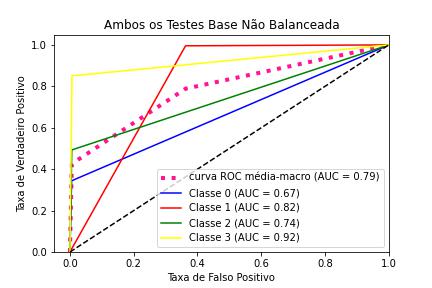 Ambos os Testes Base Não Balanceada
1.0
0.8
0.6
0.4
0.2
0.0
Taxa de Verdadeiro Positivo
curva ROC média-macro (AUC = 0.79)
Classe 0 (AUC = 0.67)
Classe 1 (AUC = 0.82)
Classe 2 (AUC = 0.74)
Classe 3 (AUC = 0.92)
0.0 0.2 0.4 0.6 0.8 1.0
Taxa de Falso Positivo